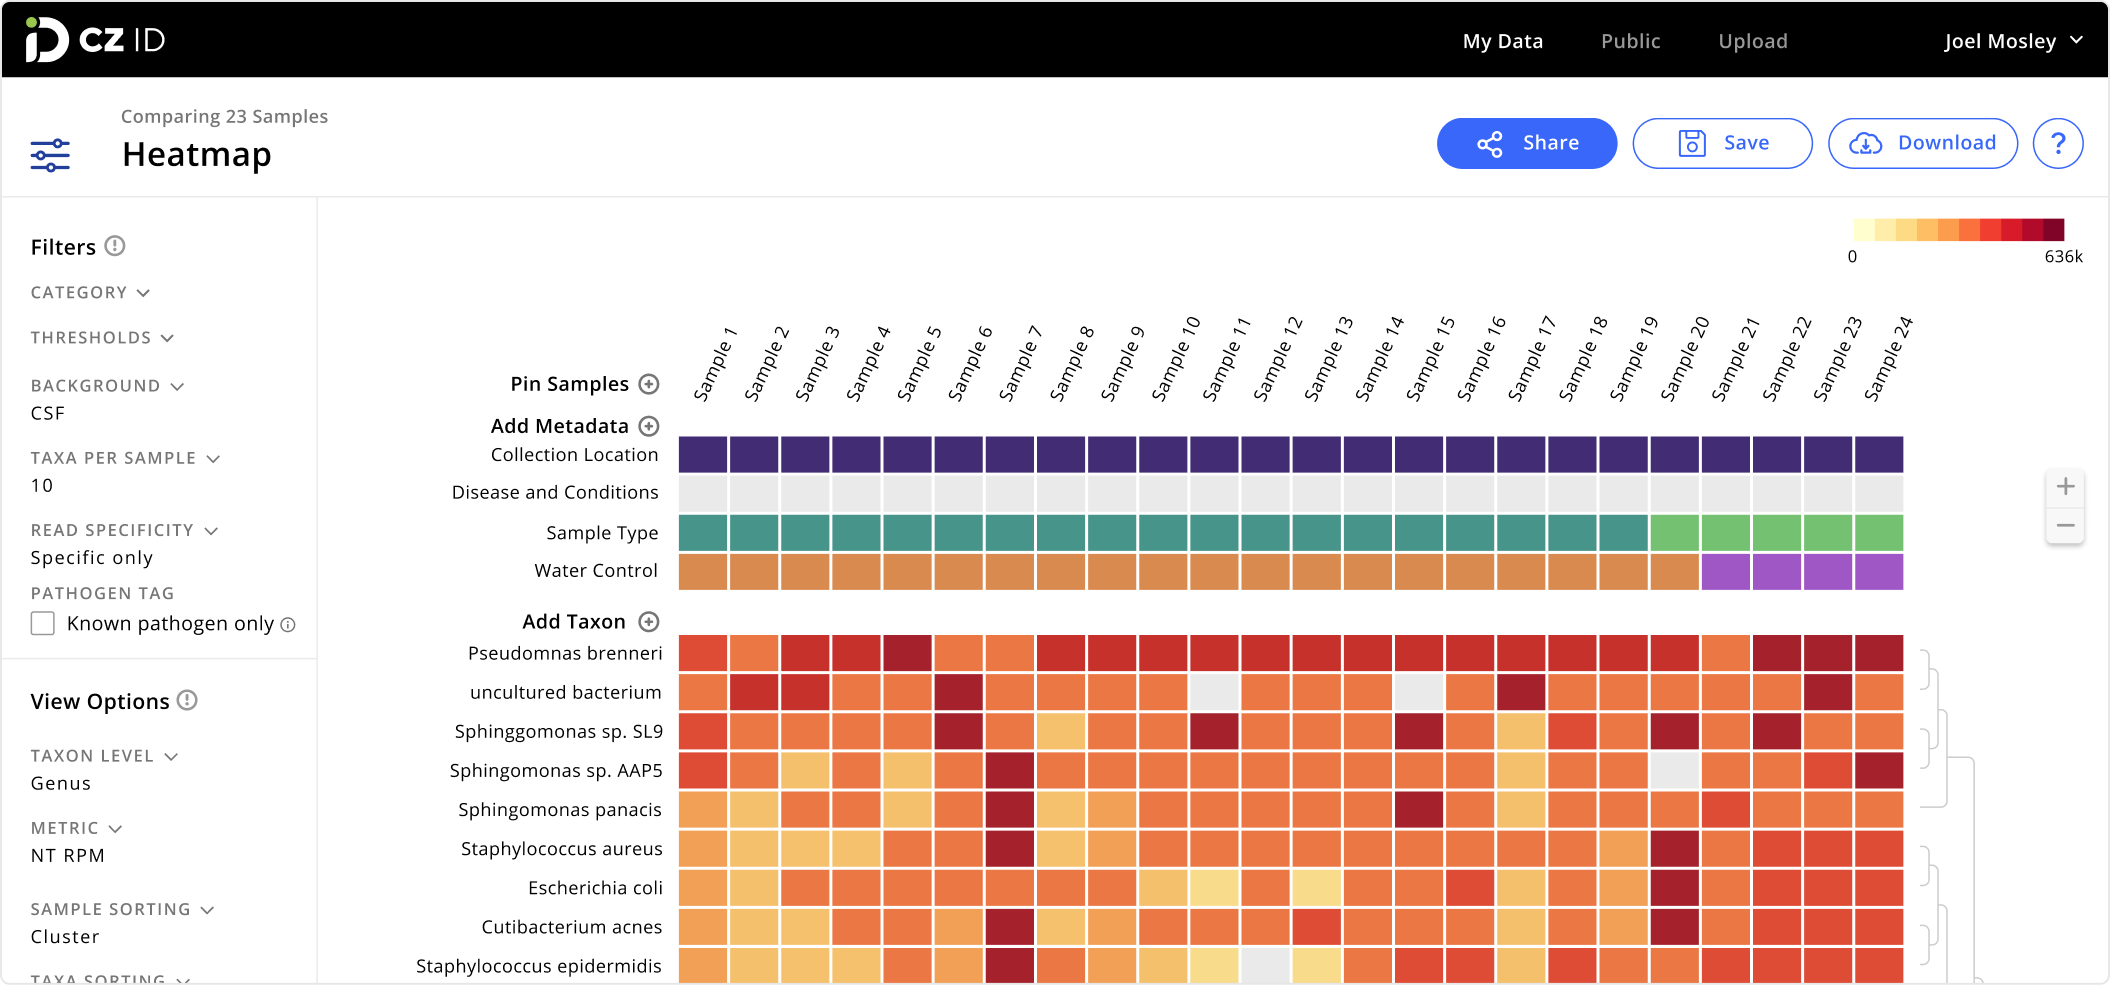 CZ ID
My Data
Public
Upload
Joel Mosley
Comparing 23 Samples
Heatmap
Share
Save
Download
?
Filters
CATEGORY
THRESHOLDS
BACKGROUND
CSF
TAXA PER SAMPLE
10
READ SPECIFICITY
Specific only
PATHOGEN TAG
Known pathogen only
View Options
TAXON LEVEL
Genus
METRIC
NT RPM
SAMPLE SORTING
Cluster
TAXA SORTING
0
636k
Sample 1
Sample 2
Sample 3
Sample 4
Sample 5
Sample 6
Sample 7
Sample 8
Sample 9
Sample 10
Sample 11
Sample 12
Sample 13
Sample 14
Sample 15
Sample 16
Sample 17
Sample 18
Sample 19
Sample 20
Sample 21
Sample 22
Sample 23
Sample 24
Pin Samples
Add Metadata
Collection Location
Disease and Conditions
Sample Type
Water Control
Add Taxon
Pseudomnas brenneri
uncultured bacterium
Sphinggomonas sp. SL9
Sphingomonas sp. AAP5
Sphingomonas panacis
Staphylococcus aureus
Escherichia coli
Cutibacterium acnes
Staphylococcus epidermidis
+
−